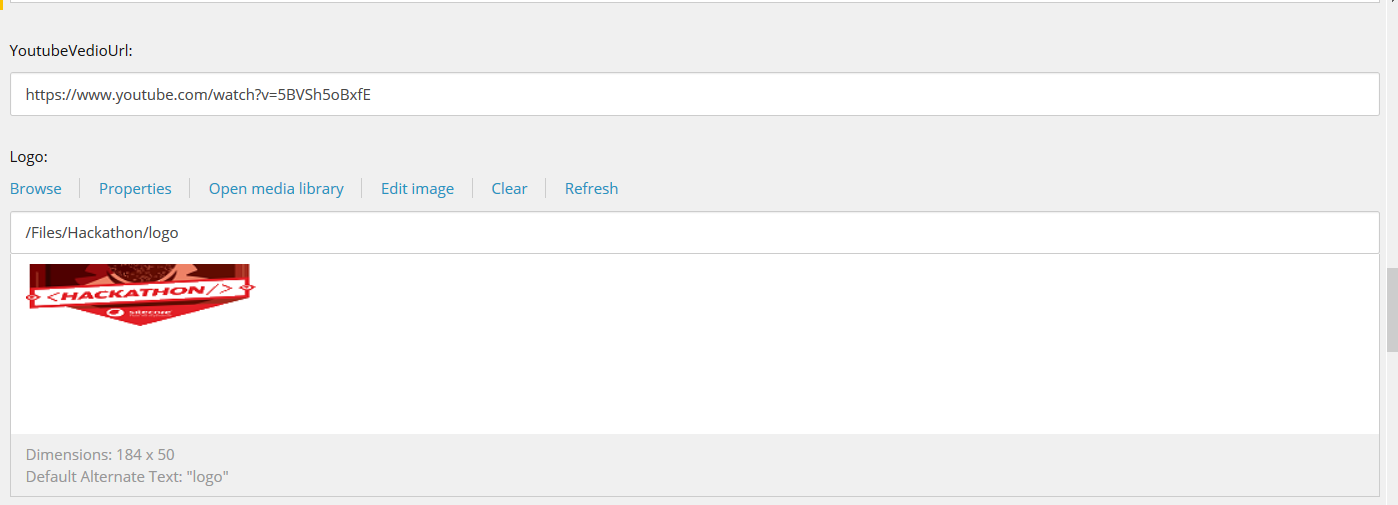 YoutubeVedioUrl:
https://www.youtube.com/watch?v=5BVSh5oBxfE
Logo:
Browse Properties Open media library Edit image Clear Refresh
/Files/Hackathon/logo
<HACKATHON/>
SITECORE
Dimensions: 184 x 50
Default Alternate Text: "logo"